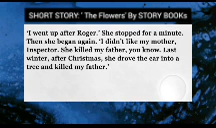 SHORT STORY: ' The Flowers' By STORY BOOKs
'I went up after Roger.' She stopped for a minute.
Then she began again. 'I didn't like my mother,
Inspector. She killed my father, you know. Last
winter, after Christmas, she drove the car into a
tree and killed my father.'